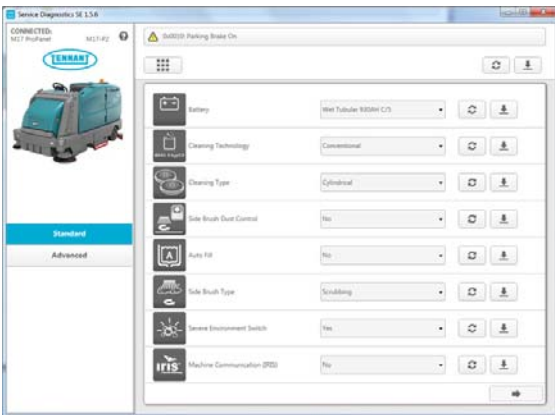 Service Diagnostics SE 1.5.6
CONNECTED:
M17 ProPanel M17-P2
TENNANT
Parking Brake On
Battery
Wet Tubular 930AH C/5
Cleaning Technology
Conventional
Cleaning Type
Cylindrical
Side Brush Dust Control
No
Standard
Advanced
Auto Fill
No
Side Brush Type
Scrubbing
Severe Environment Switch
Yes
iris
Machine Communication (IRIS)
No